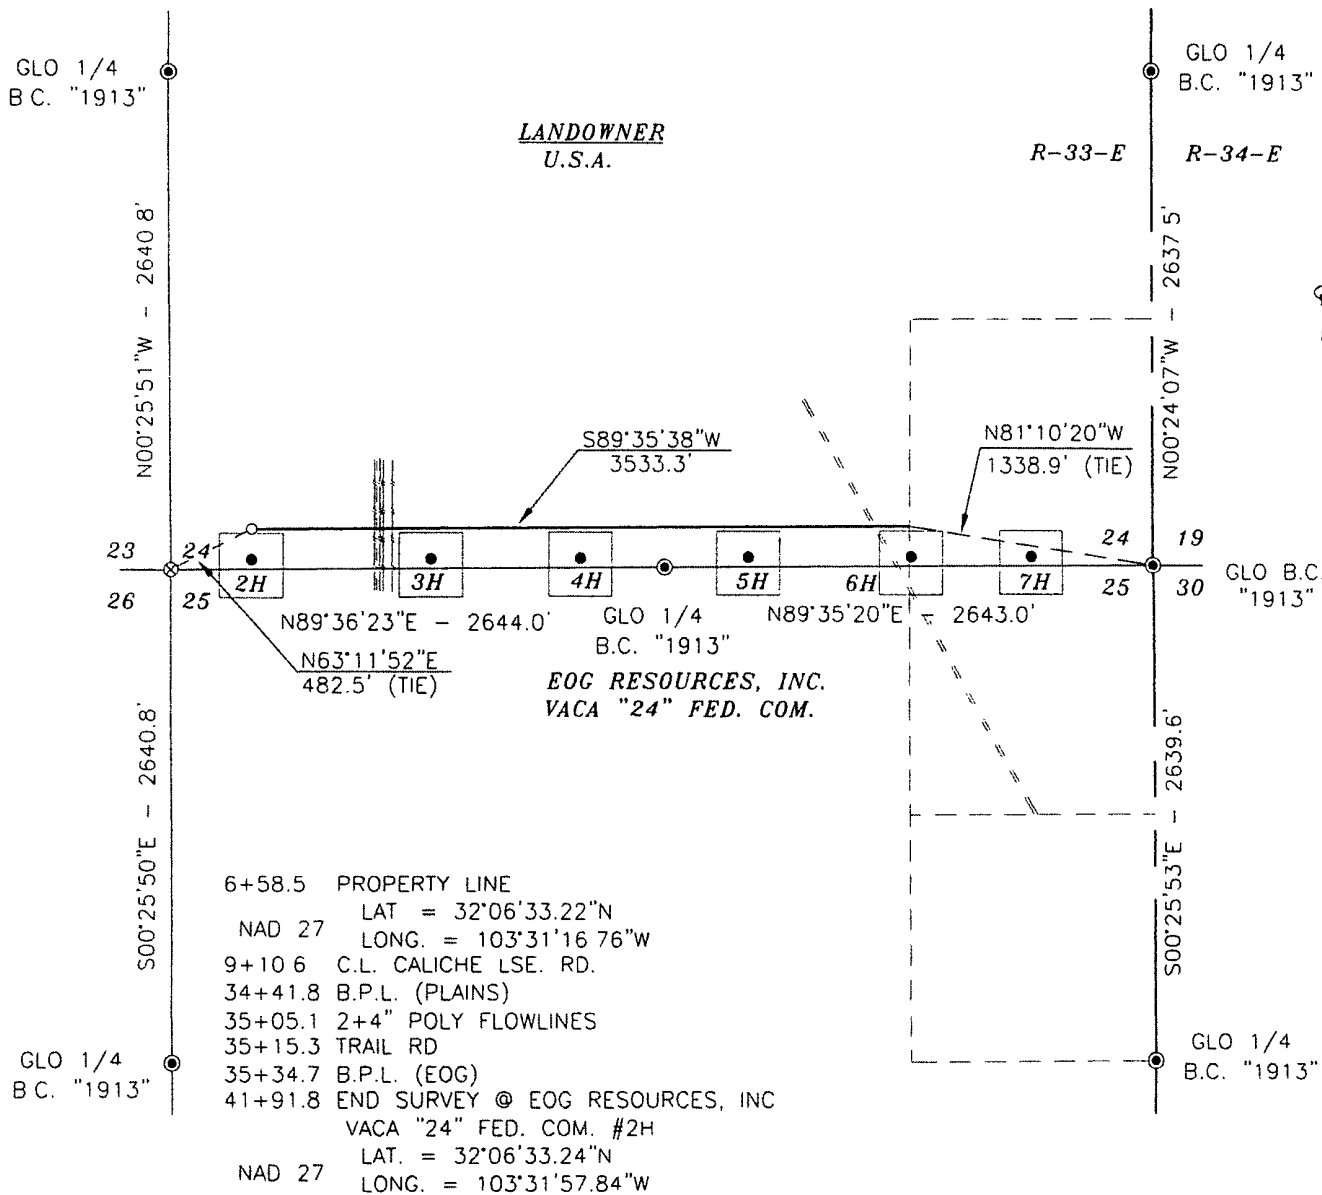 GLO 1/4
B C. "1913"
GLO 1/4
B.C. "1913"
LANDOWNER
U.S.A.
R-33-E
R-34-E
N00°25'51"W - 2640 8'
N00°24'07"W - 2637 5'
S89°35'38"W
3533.3'
N81°10'20"W
1338.9' (TIE)
23
24
24
19
26
25
2H
3H
4H
5H
6H
7H
25
30
GLO B.C.
"1913"
N89°36'23"E - 2644.0'
GLO 1/4
B.C. "1913"
N89°35'20"E - 2643.0'
N63°11'52"E
482.5' (TIE)
EOG RESOURCES, INC.
VACA "24" FED. COM.
S00°25'50"E - 2640.8'
S00°25'53"E - 2639.6'
6+58.5 PROPERTY LINE
LAT = 32°06'33.22"N
NAD 27
LONG. = 103°31'16 76"W
9+10 6 C.L. CALICHE LSE. RD.
34+41.8 B.P.L. (PLAINS)
35+05.1 2+4" POLY FLOWLINES
35+15.3 TRAIL RD
35+34.7 B.P.L. (EOG)
41+91.8 END SURVEY @ EOG RESOURCES, INC
VACA "24" FED. COM. #2H
LAT. = 32°06'33.24"N
NAD 27
LONG. = 103°31'57.84"W
GLO 1/4
B C. "1913"
GLO 1/4
B.C. "1913"